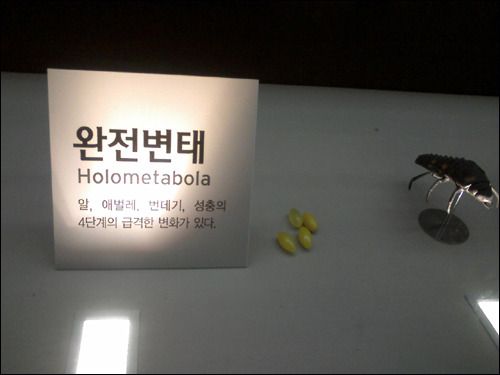 완전변태
Holometabola
알, 애벌레, 번데기, 성충의
4단계의 급격한 변화가 있다.